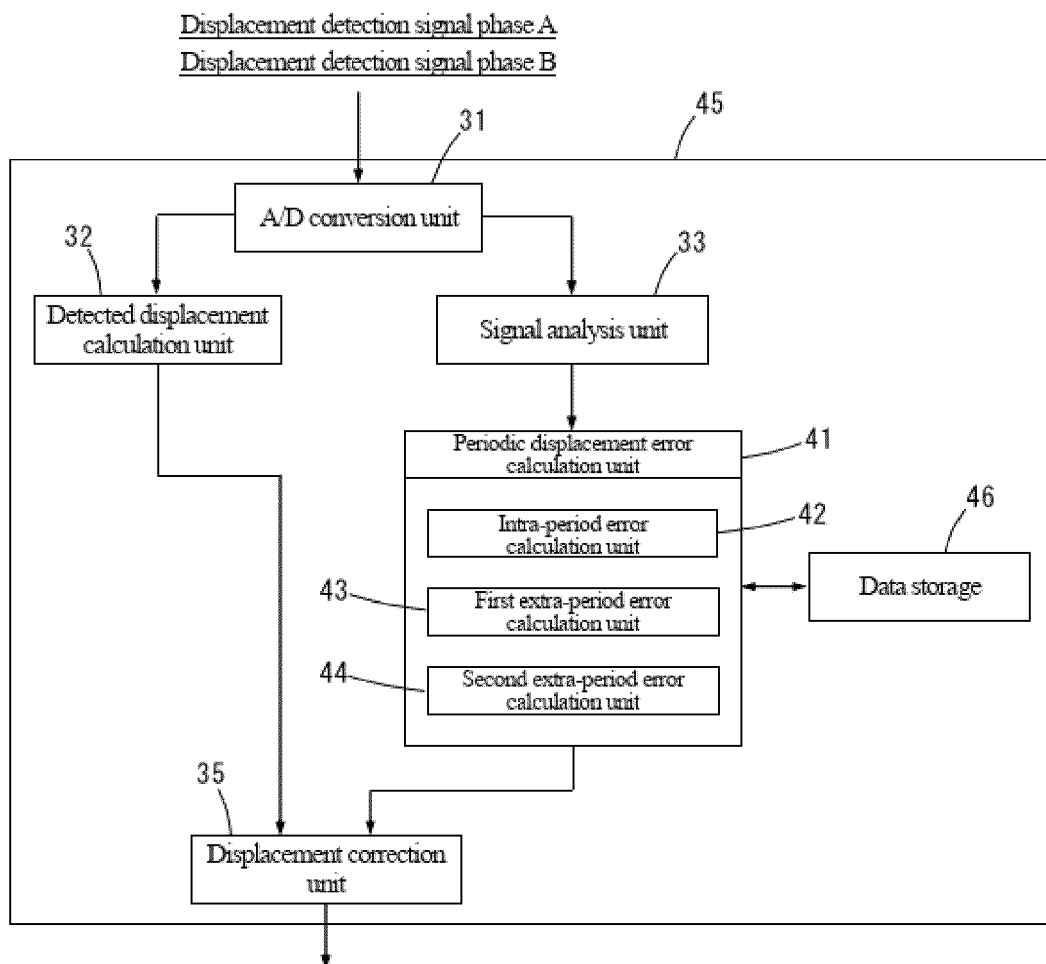 Displacement detection signal phase A
Displacement detection signal phase B
31
45
A/D conversion unit
32
33
Detected displacement
calculation unit
Signal analysis unit
41
Periodic displacement error
calculation unit
42
Intra-period error
calculation unit
46
Data storage
43
First extra-period error
calculation unit
44
Second extra-period error
calculation unit
35
Displacement correction
unit